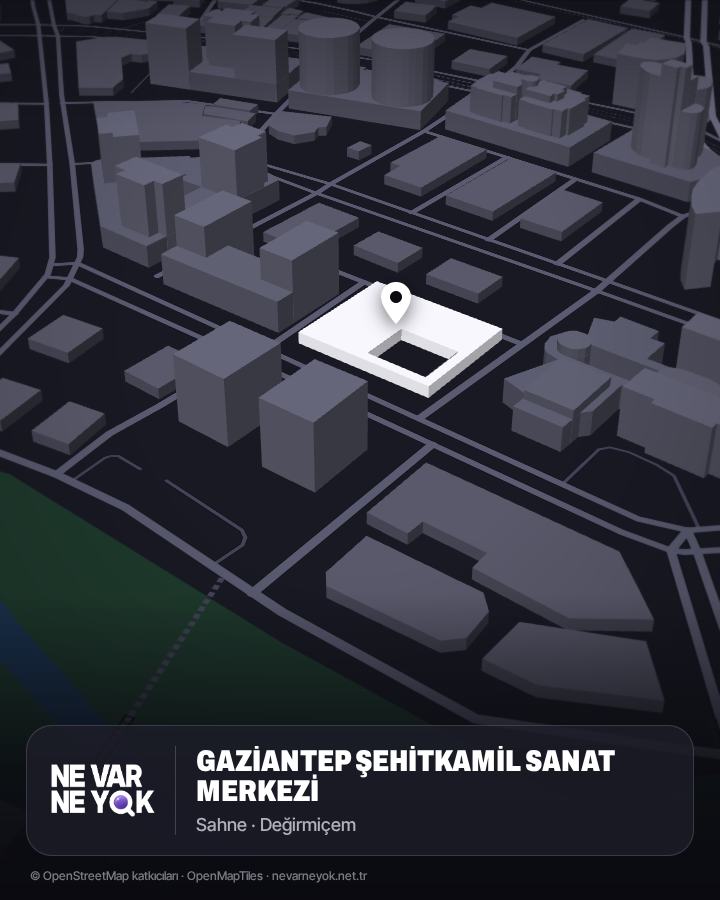 NE VAR
NE YOK
GAZİANTEP ŞEHİTKAMİL SANAT
MERKEZİ
Sahne · Değirmiçem
© OpenStreetMap katkıcıları · OpenMapTiles · nevarneyok.net.tr